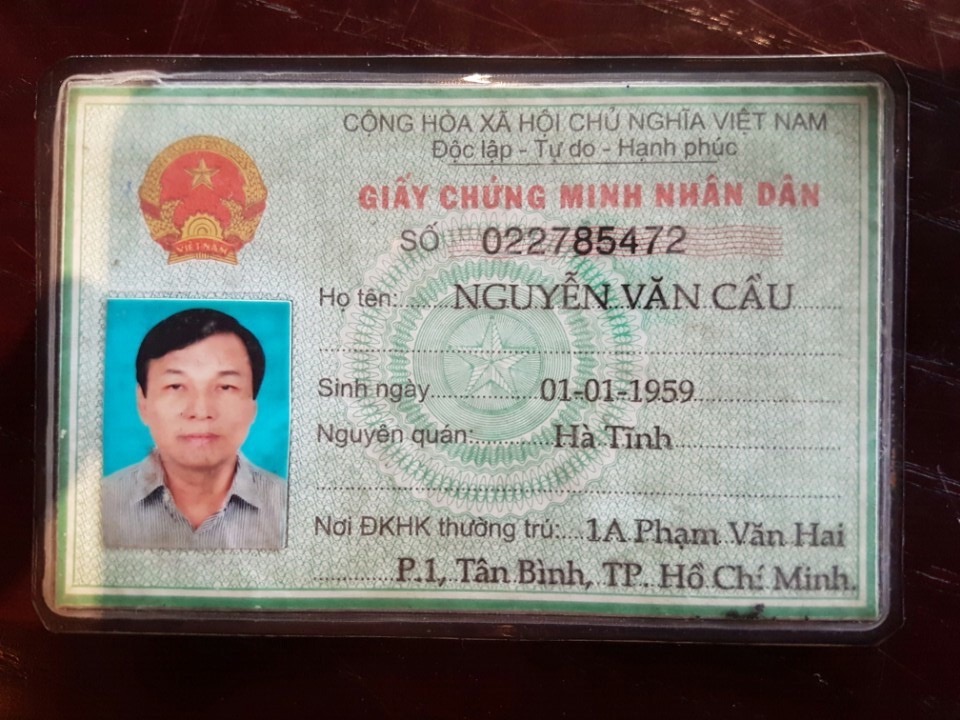 CỘNG HÒA XÃ HỘI CHỦ NGHĨA VIỆT NAM
Độc lập - Tự do - Hạnh phúc
GIẤY CHỨNG MINH NHÂN DÂN
SỐ 022785472
VIỆT NAM
Họ tên: NGUYỄN VĂN CẦU
Sinh ngày 01-01-1959
Nguyên quán: Hà Tĩnh
Nơi ĐKHK thường trú: 1A Phạm Văn Hai
P.1, Tân Bình, TP. Hồ Chí Minh.